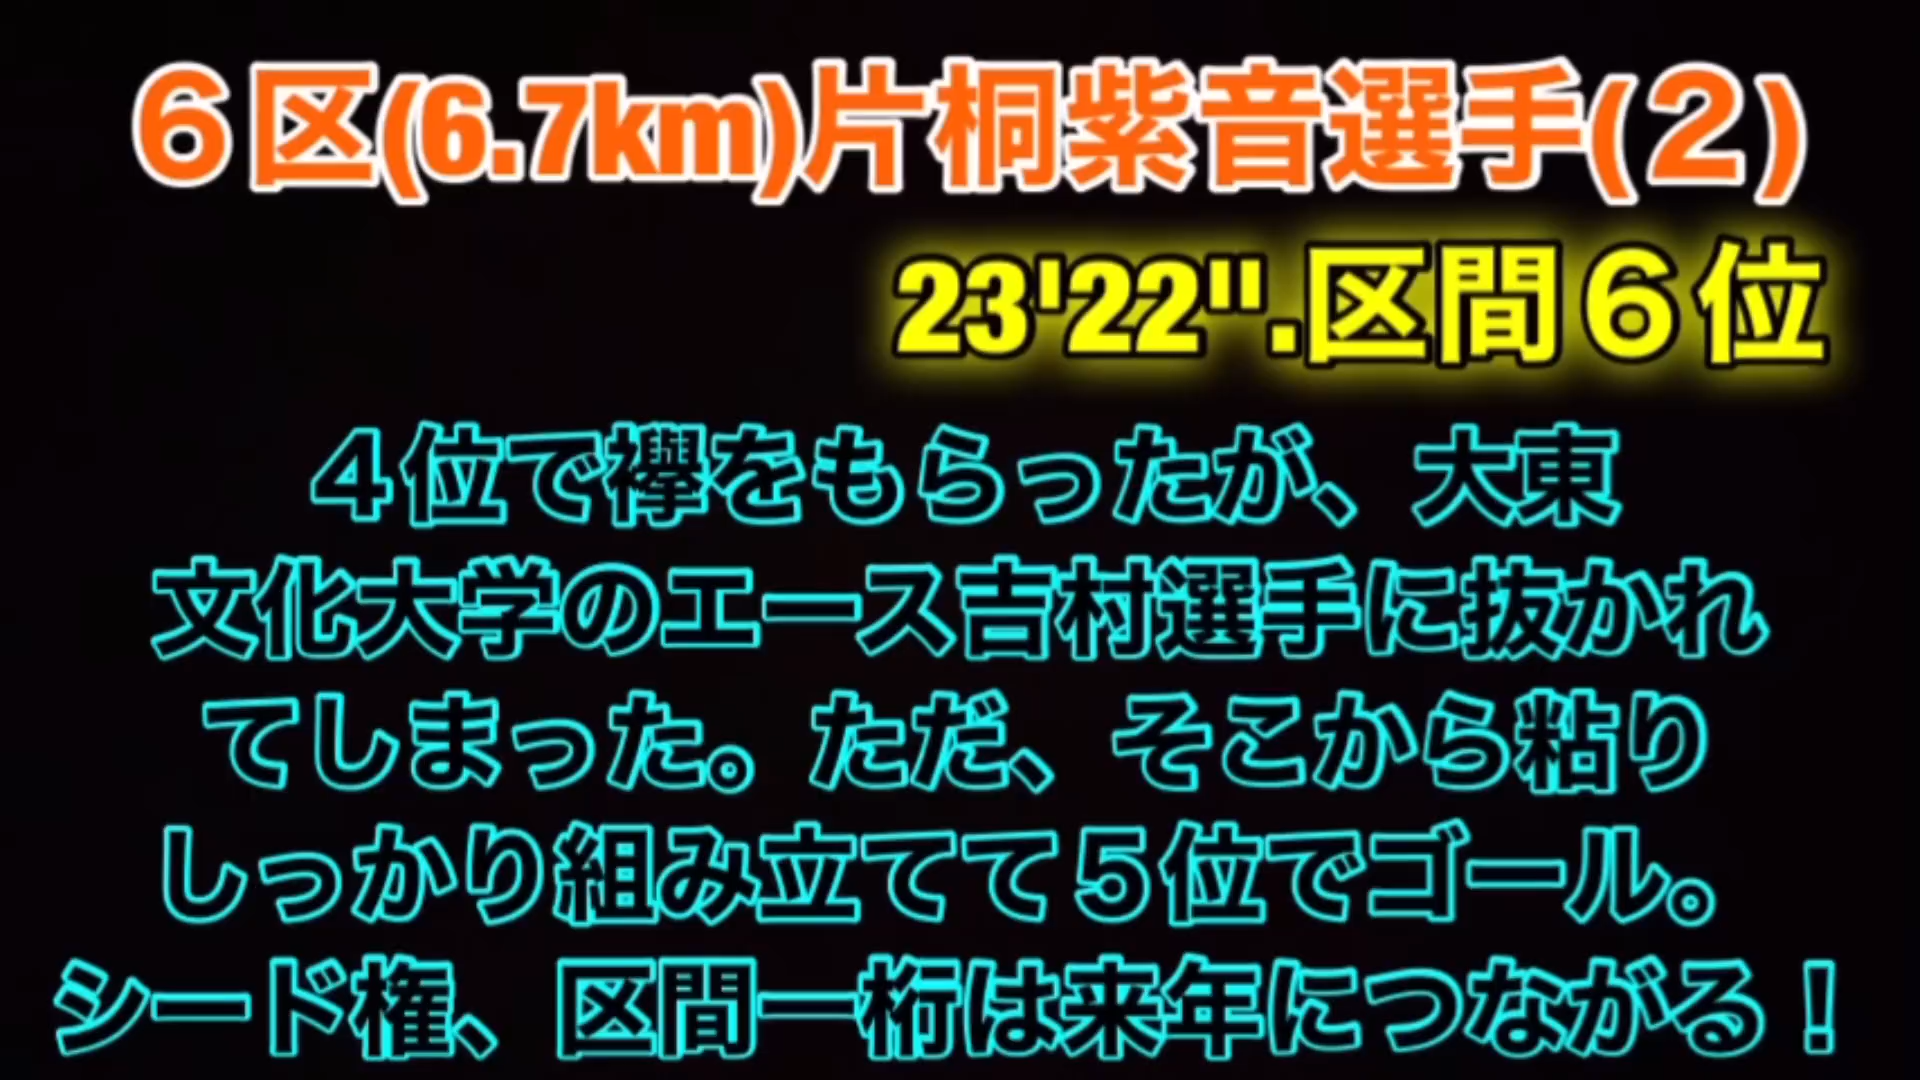 ６区(6.7km)片桐紫音選手(２)
23'22".区間６位
４位で襷をもらったが、大東
文化大学のエース吉村選手に抜かれ
てしまった。ただ、そこから粘り
しっかり組み立てて５位でゴール。
シード権、区間一桁は来年につながる！